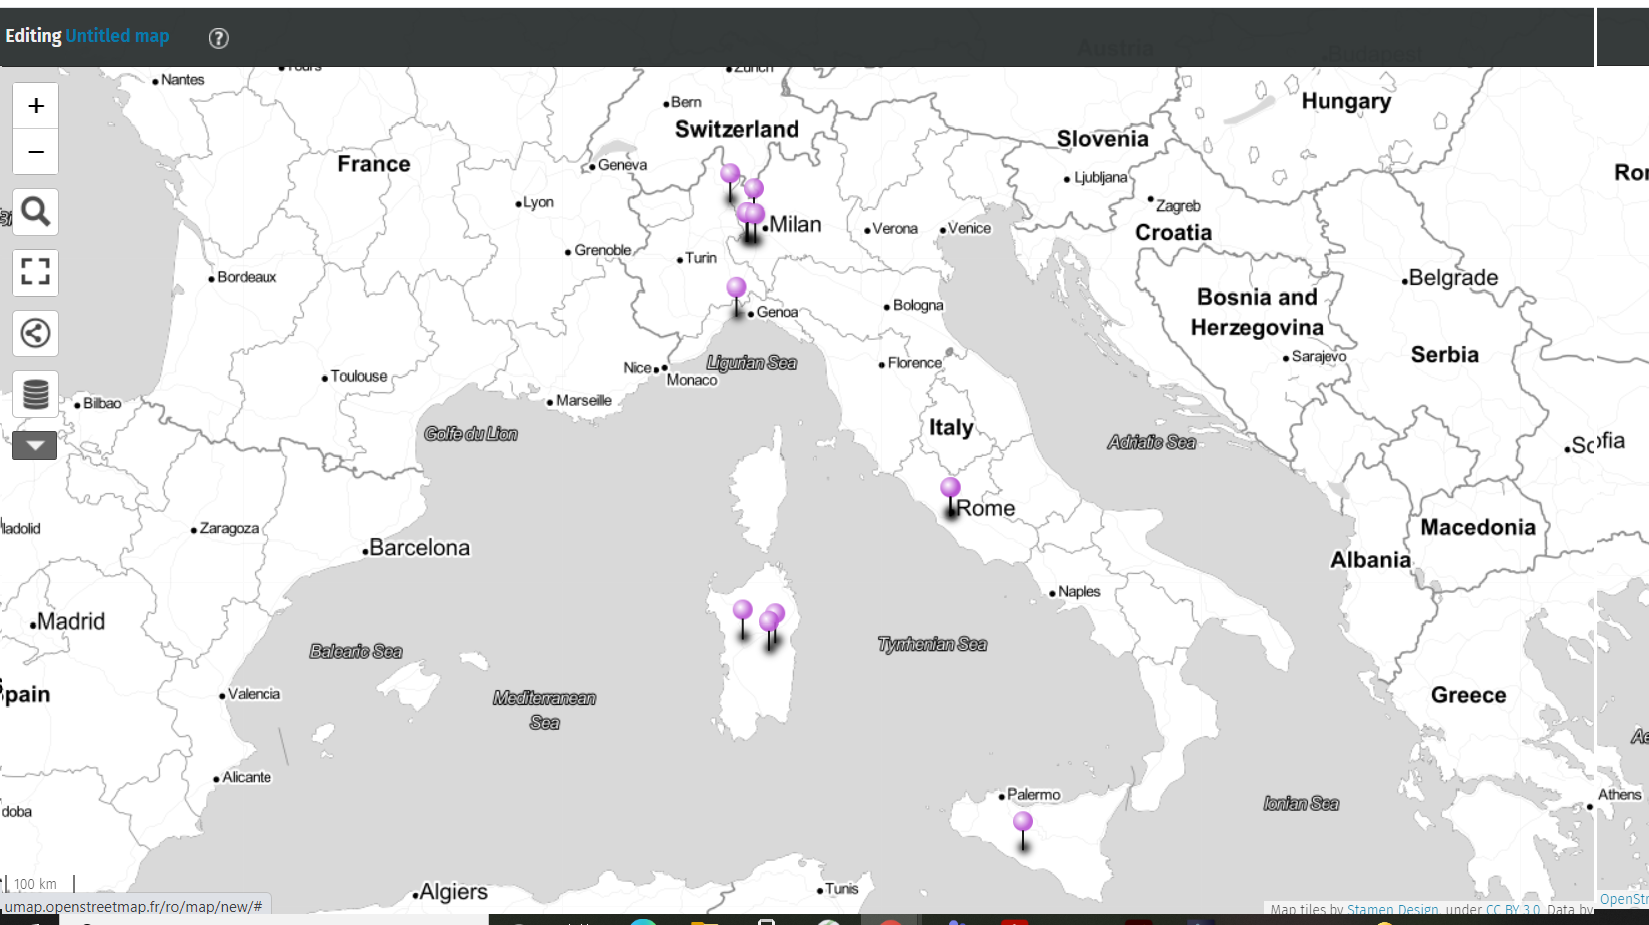 Editing Untitled map
?
Austria
Budapest
Nantes
Tours
Zurich
+
Bern
Hungary
Switzerland
Slovenia
−
France
Geneva
Ljubljana
Lyon
Zagreb
Milan
Verona
Venice
Croatia
Grenoble
Turin
Bordeaux
Belgrade
Bosnia and
Herzegovina
Bologna
Genoa
Sarajevo
Serbia
Ligurian Sea
Florence
Nice
Monaco
Toulouse
Marseille
Bilbao
Italy
Golfe du Lion
Adriatic Sea
Sofia
Rome
Zaragoza
ladolid
Macedonia
Barcelona
Albania
Naples
Madrid
Tyrrhenian Sea
Balearic Sea
pain
Valencia
Mediterranean
Sea
Greece
Alicante
Palermo
Athens
Ionian Sea
doba
100 km
Algiers
Tunis
umap.openstreetmap.fr/ro/map/new/#
Map tiles by Stamen Design, under CC BY 3.0. Data by OpenStr